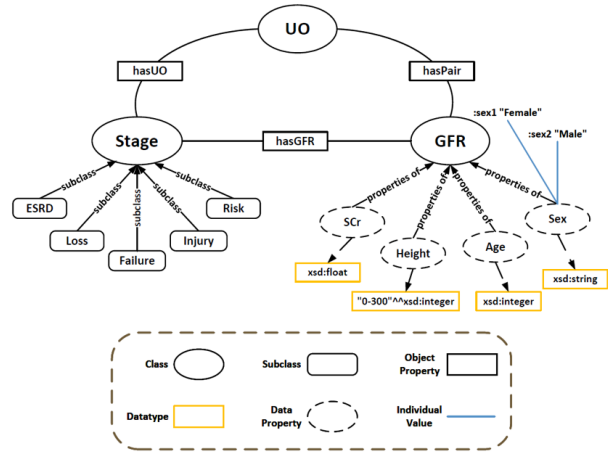 UO
hasUO
hasPair
:sex1 "Female"
:sex2 "Male"
Stage
hasGFR
GFR
subclass
subclass
subclass
subclass
subclass
properties of
properties of
properties of
properties of
ESRD
Loss
Failure
Injury
Risk
SCr
Height
Age
Sex
xsd:float
"0-300"^^xsd:integer
xsd:integer
xsd:string
Class
Subclass
Object
Property
Datatype
Data
Property
Individual
Value